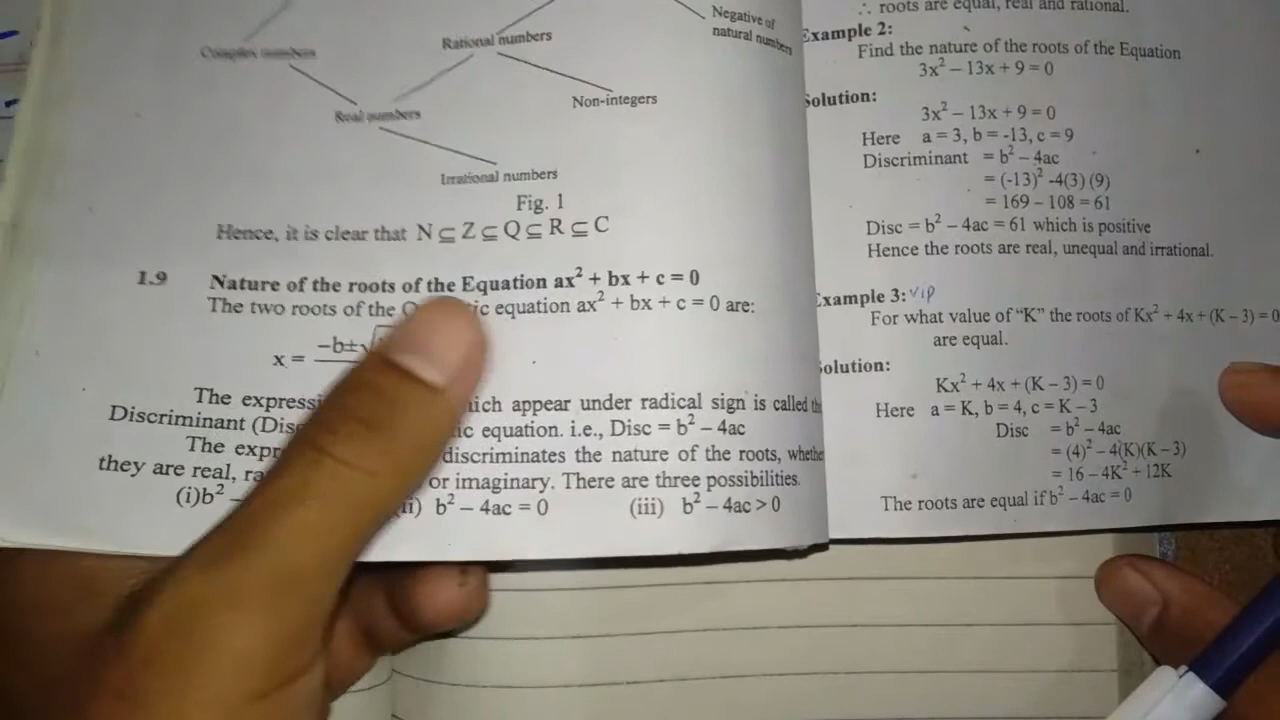 Complex numbers
Rational numbers
Negative of
natural numbers
Real numbers
Non-integers
Irrational numbers
Fig. 1
Hence, it is clear that N ⊆ Z ⊆ Q ⊆ R ⊆ C
1.9 Nature of the roots of the Equation ax² + bx + c = 0
The two roots of the equation ax² + bx + c = 0 are:
x = −b±√
The which appear under radical sign is called
Discriminant equation. i.e., Disc = b² − 4ac
The discriminates the nature of the roots,
they are real, or imaginary. There are three possibilities.
(i) b² − (ii) b² − 4ac = 0 (iii) b² − 4ac > 0
∴ roots are equal, real and rational.
Example 2:
Find the nature of the roots of the Equation
3x² − 13x + 9 = 0
Solution:
3x² − 13x + 9 = 0
Here a = 3, b = -13, c = 9
Discriminant = b² − 4ac
= (-13)² -4(3) (9)
= 169 − 108 = 61
Disc = b² − 4ac = 61 which is positive
Hence the roots are real, unequal and irrational.
Example 3: VIP
For what value of “K” the roots of Kx² + 4x + (K − 3) = 0
are equal.
Solution:
Kx² + 4x + (K − 3) = 0
Here a = K, b = 4, c = K − 3
Disc = b² − 4ac
= (4)² − 4(K)(K − 3)
= 16 − 4K² + 12K
The roots are equal if b² − 4ac = 0